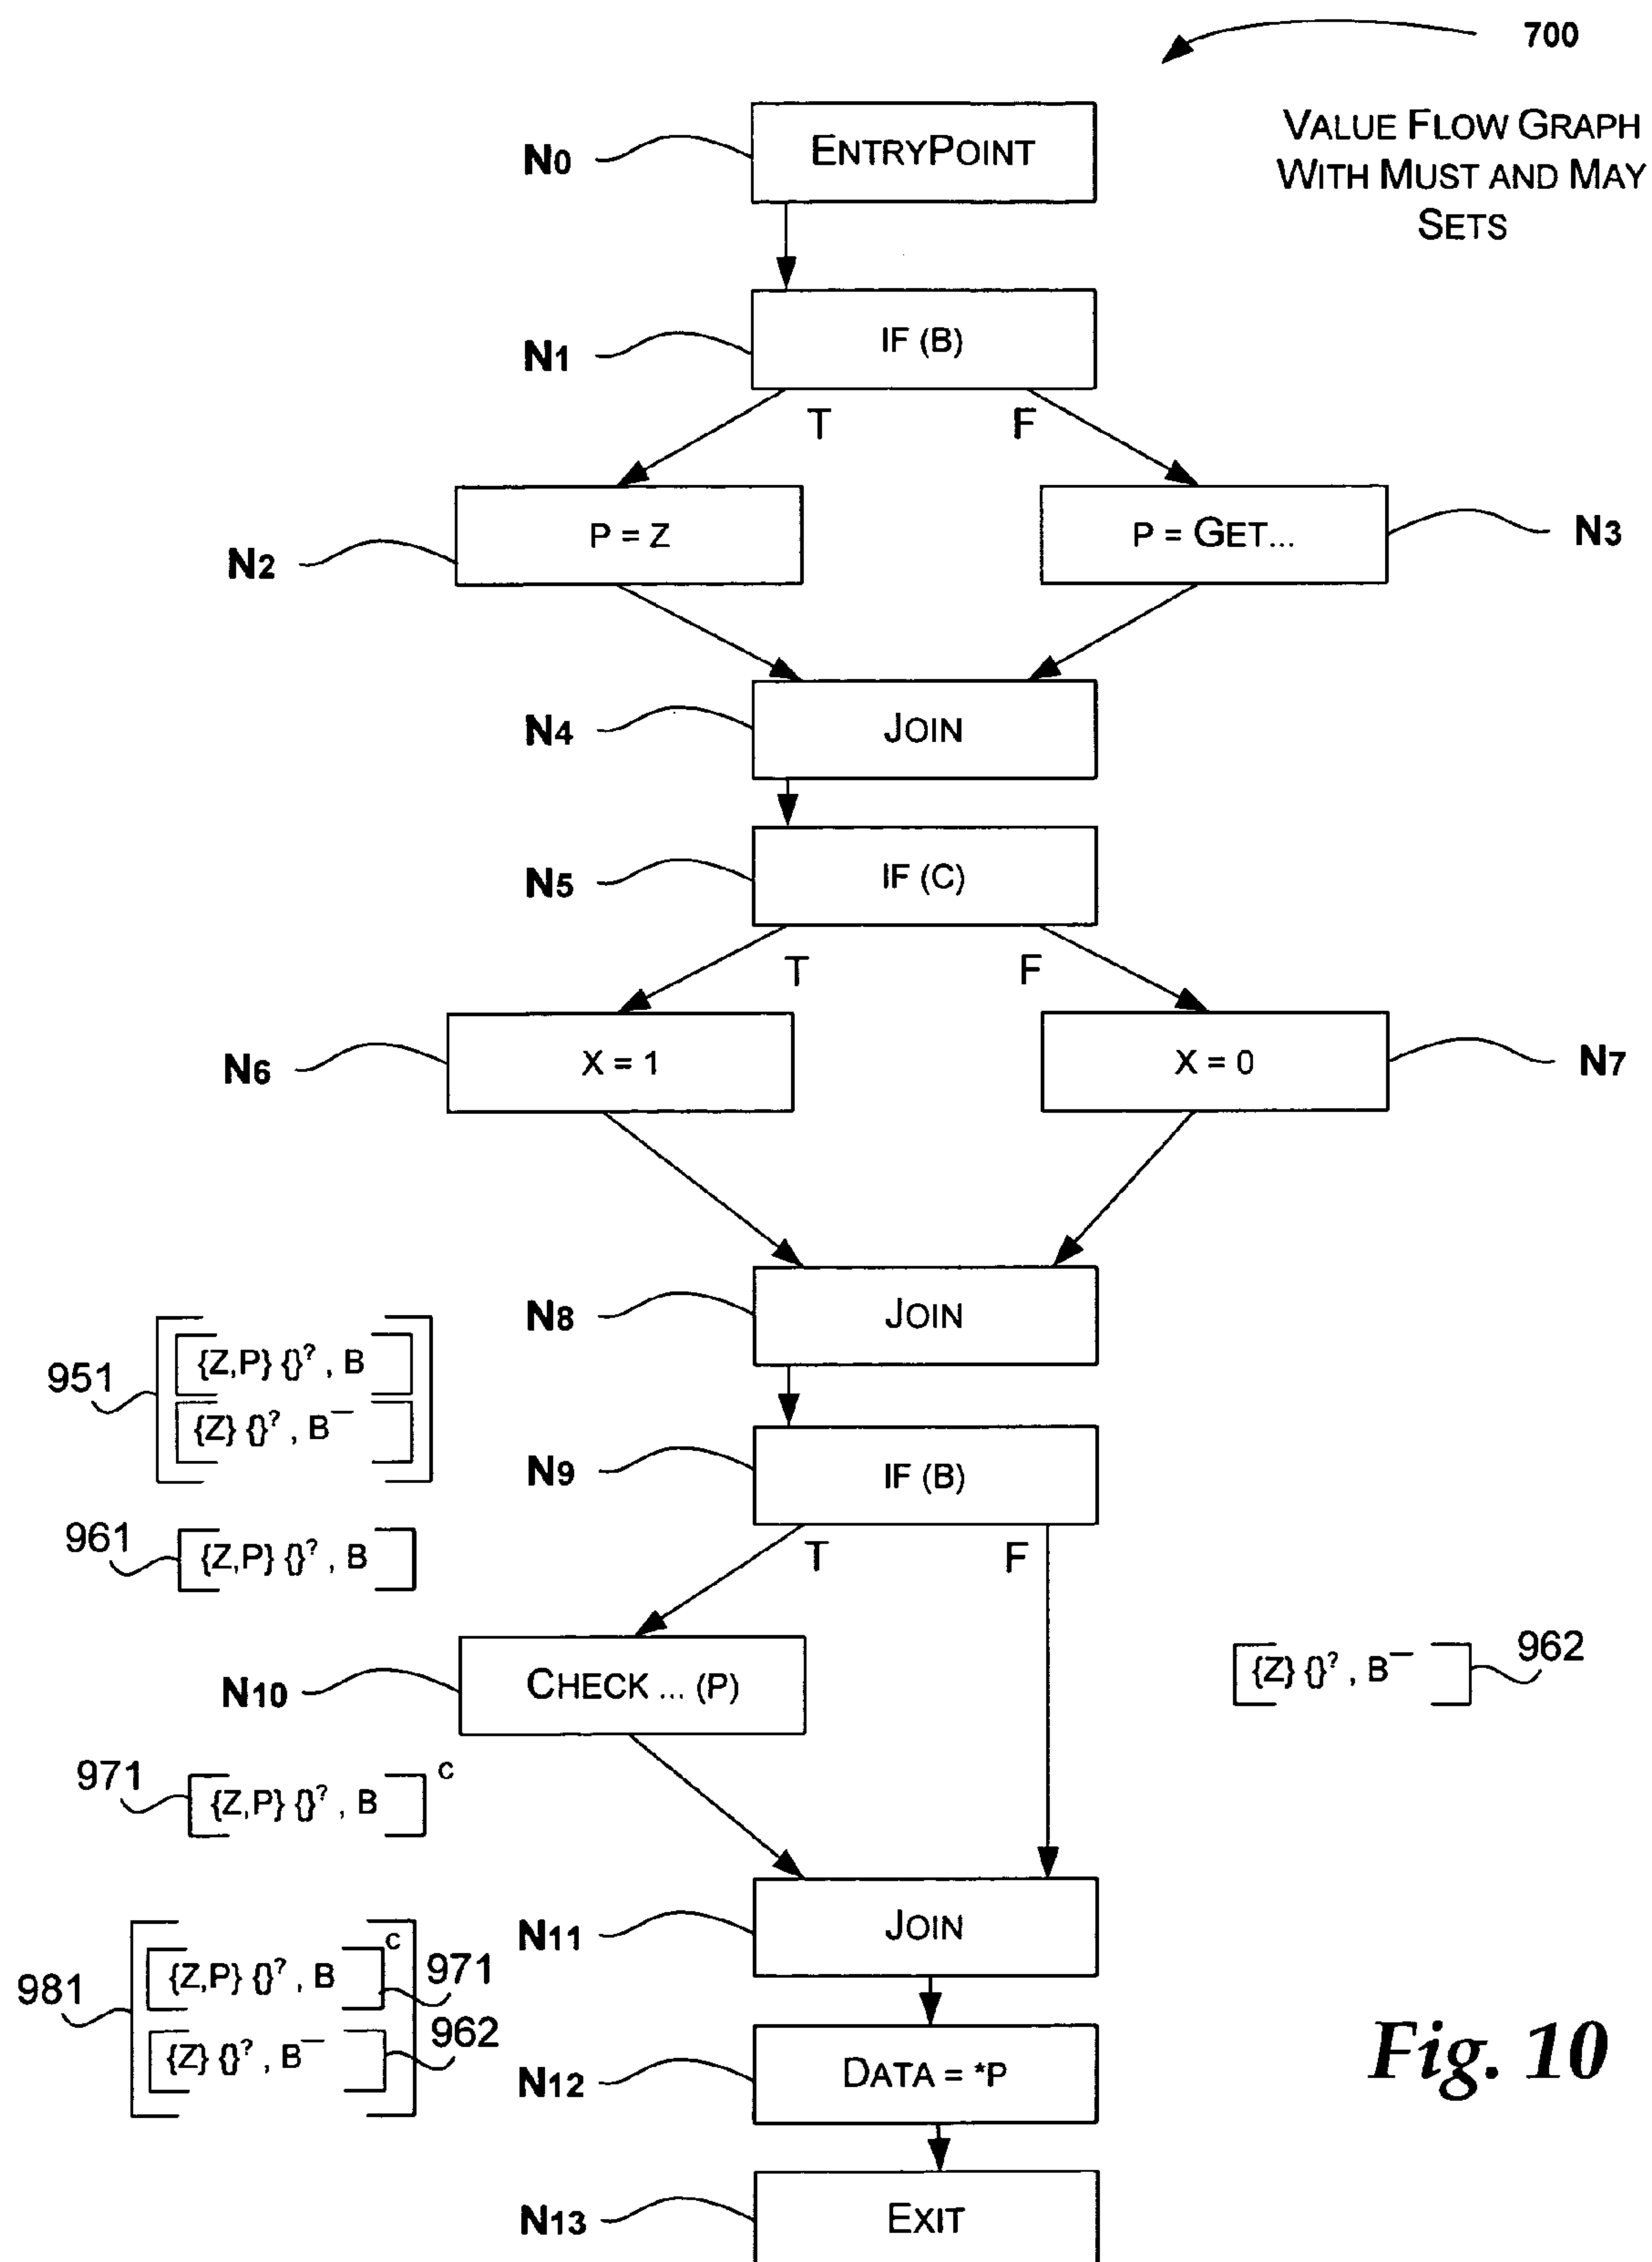 700
VALUE FLOW GRAPH
WITH MUST AND MAY
SETS
N0
ENTRYPOINT
N1
IF (B)
T
F
N2
P = Z
P = GET...
N3
N4
JOIN
N5
IF (C)
T
F
N6
X = 1
X = 0
N7
N8
JOIN
951
{Z,P} {}? , B
{Z} {}? , B‾
N9
IF (B)
961
{Z,P} {}? , B
T
F
N10
CHECK ... (P)
{Z} {}? , B‾
962
971
{Z,P} {}? , B
C
N11
JOIN
981
{Z,P} {}? , B
C
971
{Z} {}? , B‾
962
N12
DATA = *P
Fig. 10
N13
EXIT